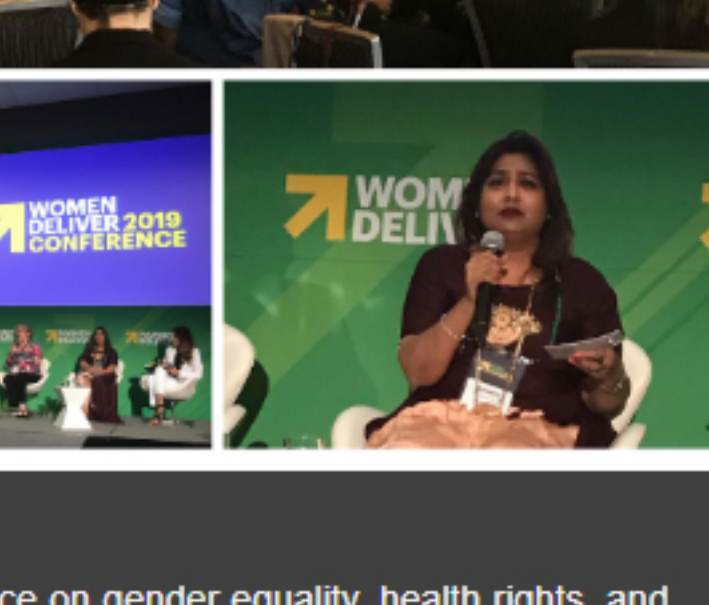 WOMEN
DELIVER 2019
CONFERENCE
WOM
DELIV
ce on gender equality, health rights, and